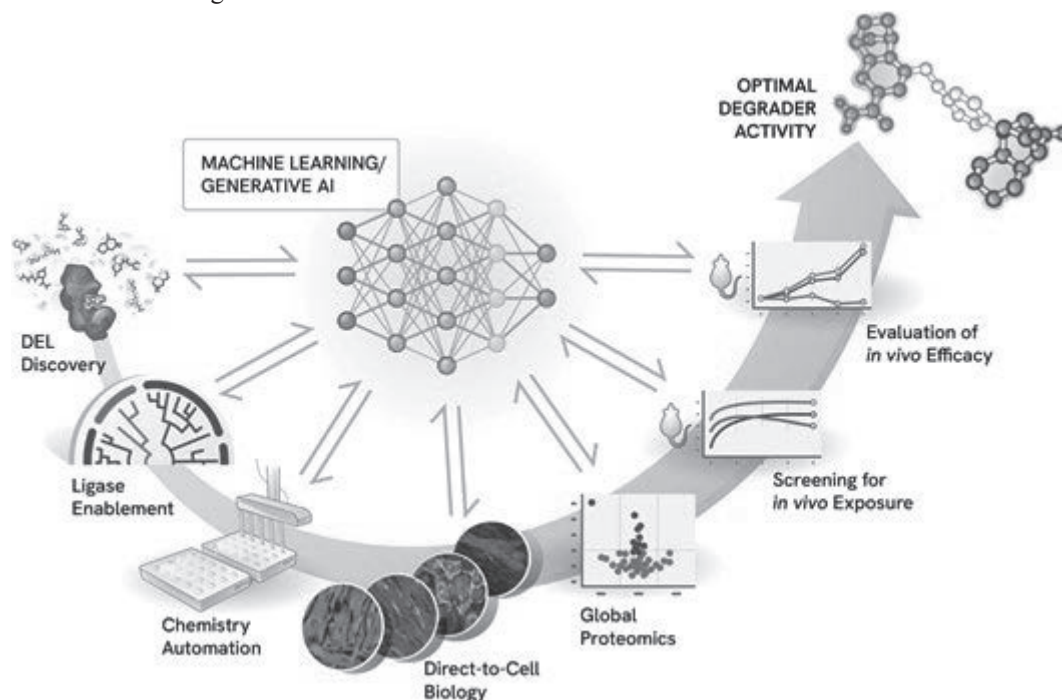 MACHINE LEARNING/
GENERATIVE AI
OPTIMAL
DEGRADER
ACTIVITY
DEL
Discovery
Ligase
Enablement
Chemistry
Automation
Direct-to-Cell
Biology
Global
Proteomics
Screening for
in vivo Exposure
Evaluation of
in vivo Efficacy